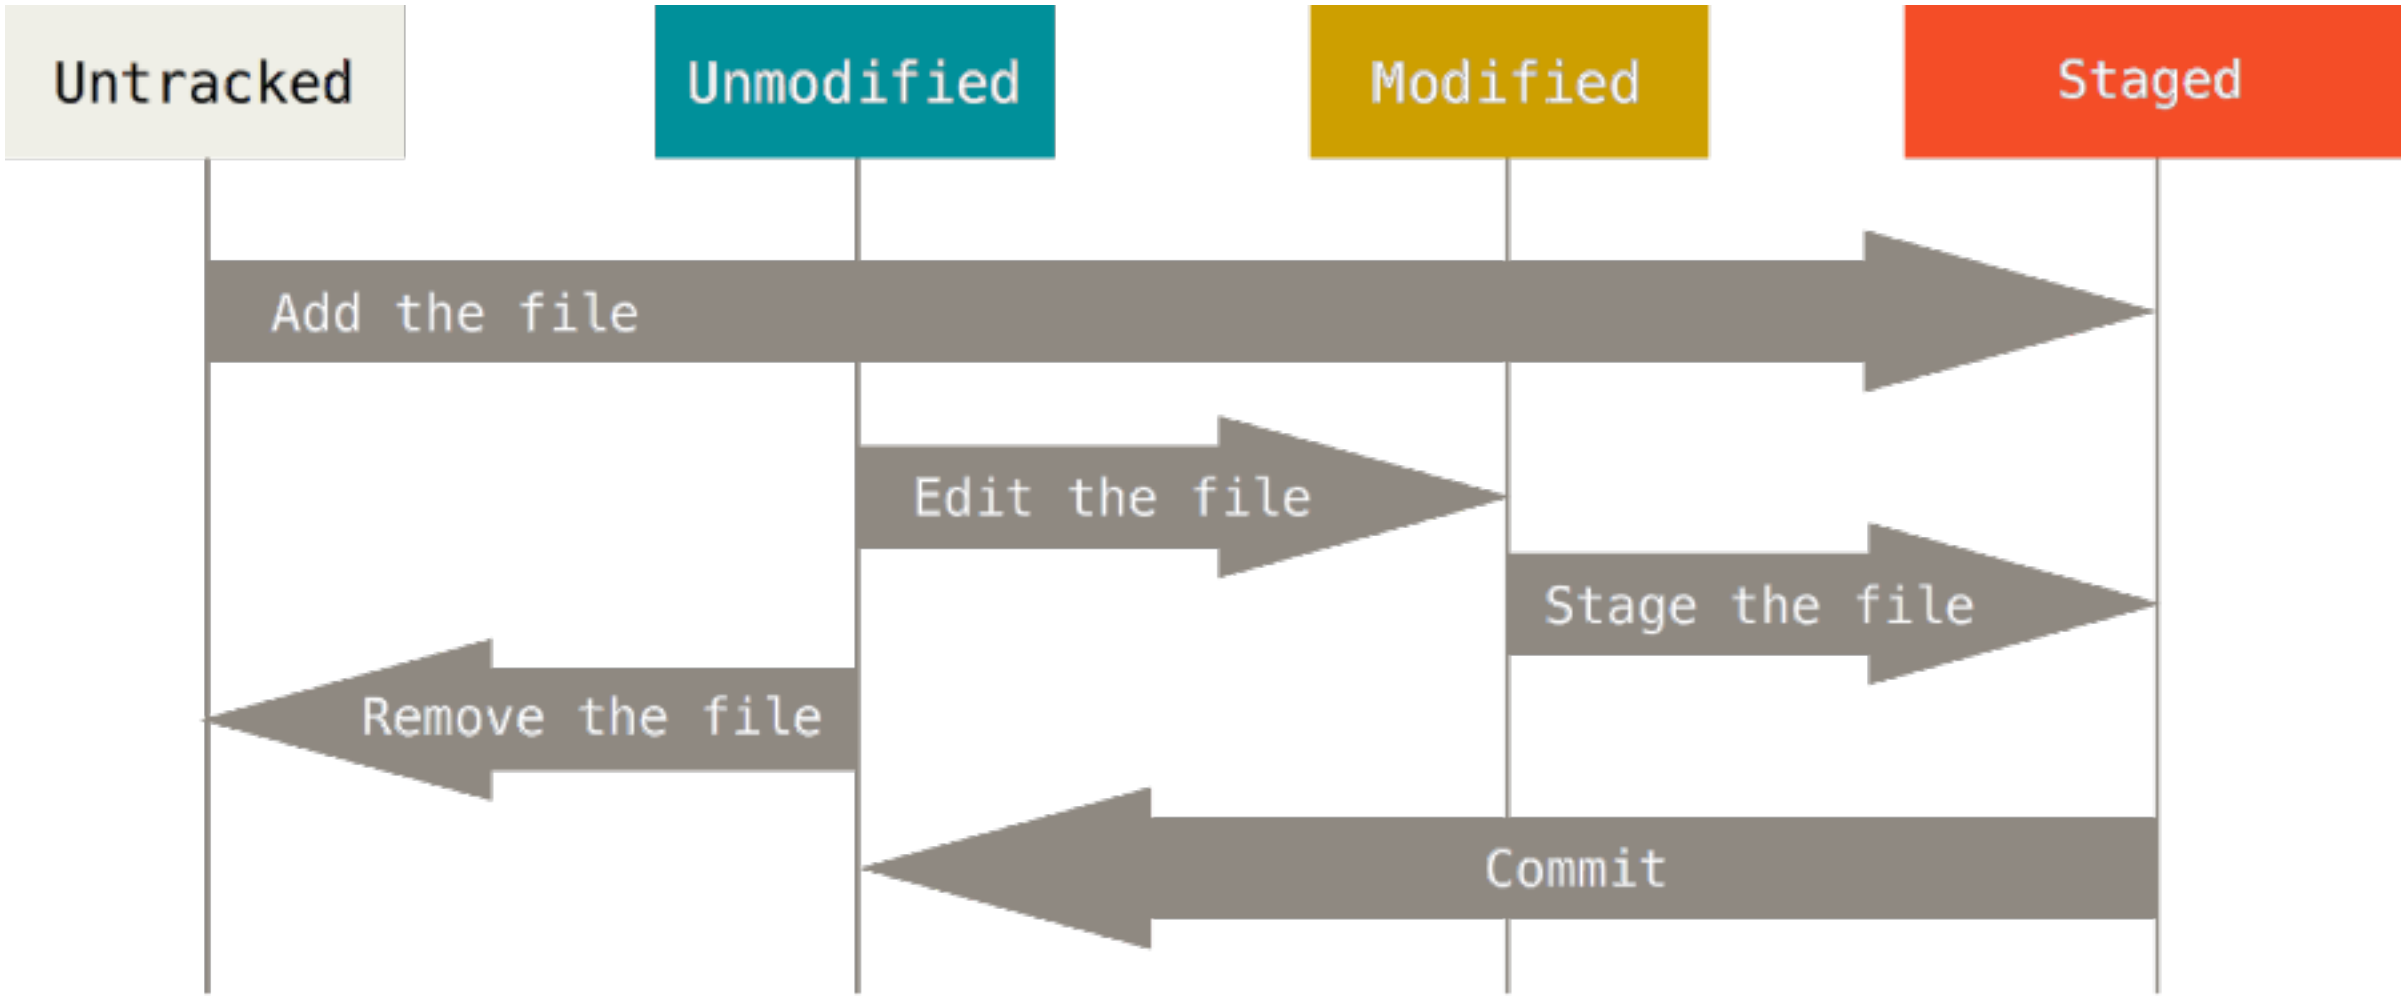 Untracked
Unmodified
Modified
Staged
Add the file
Edit the file
Stage the file
Remove the file
Commit